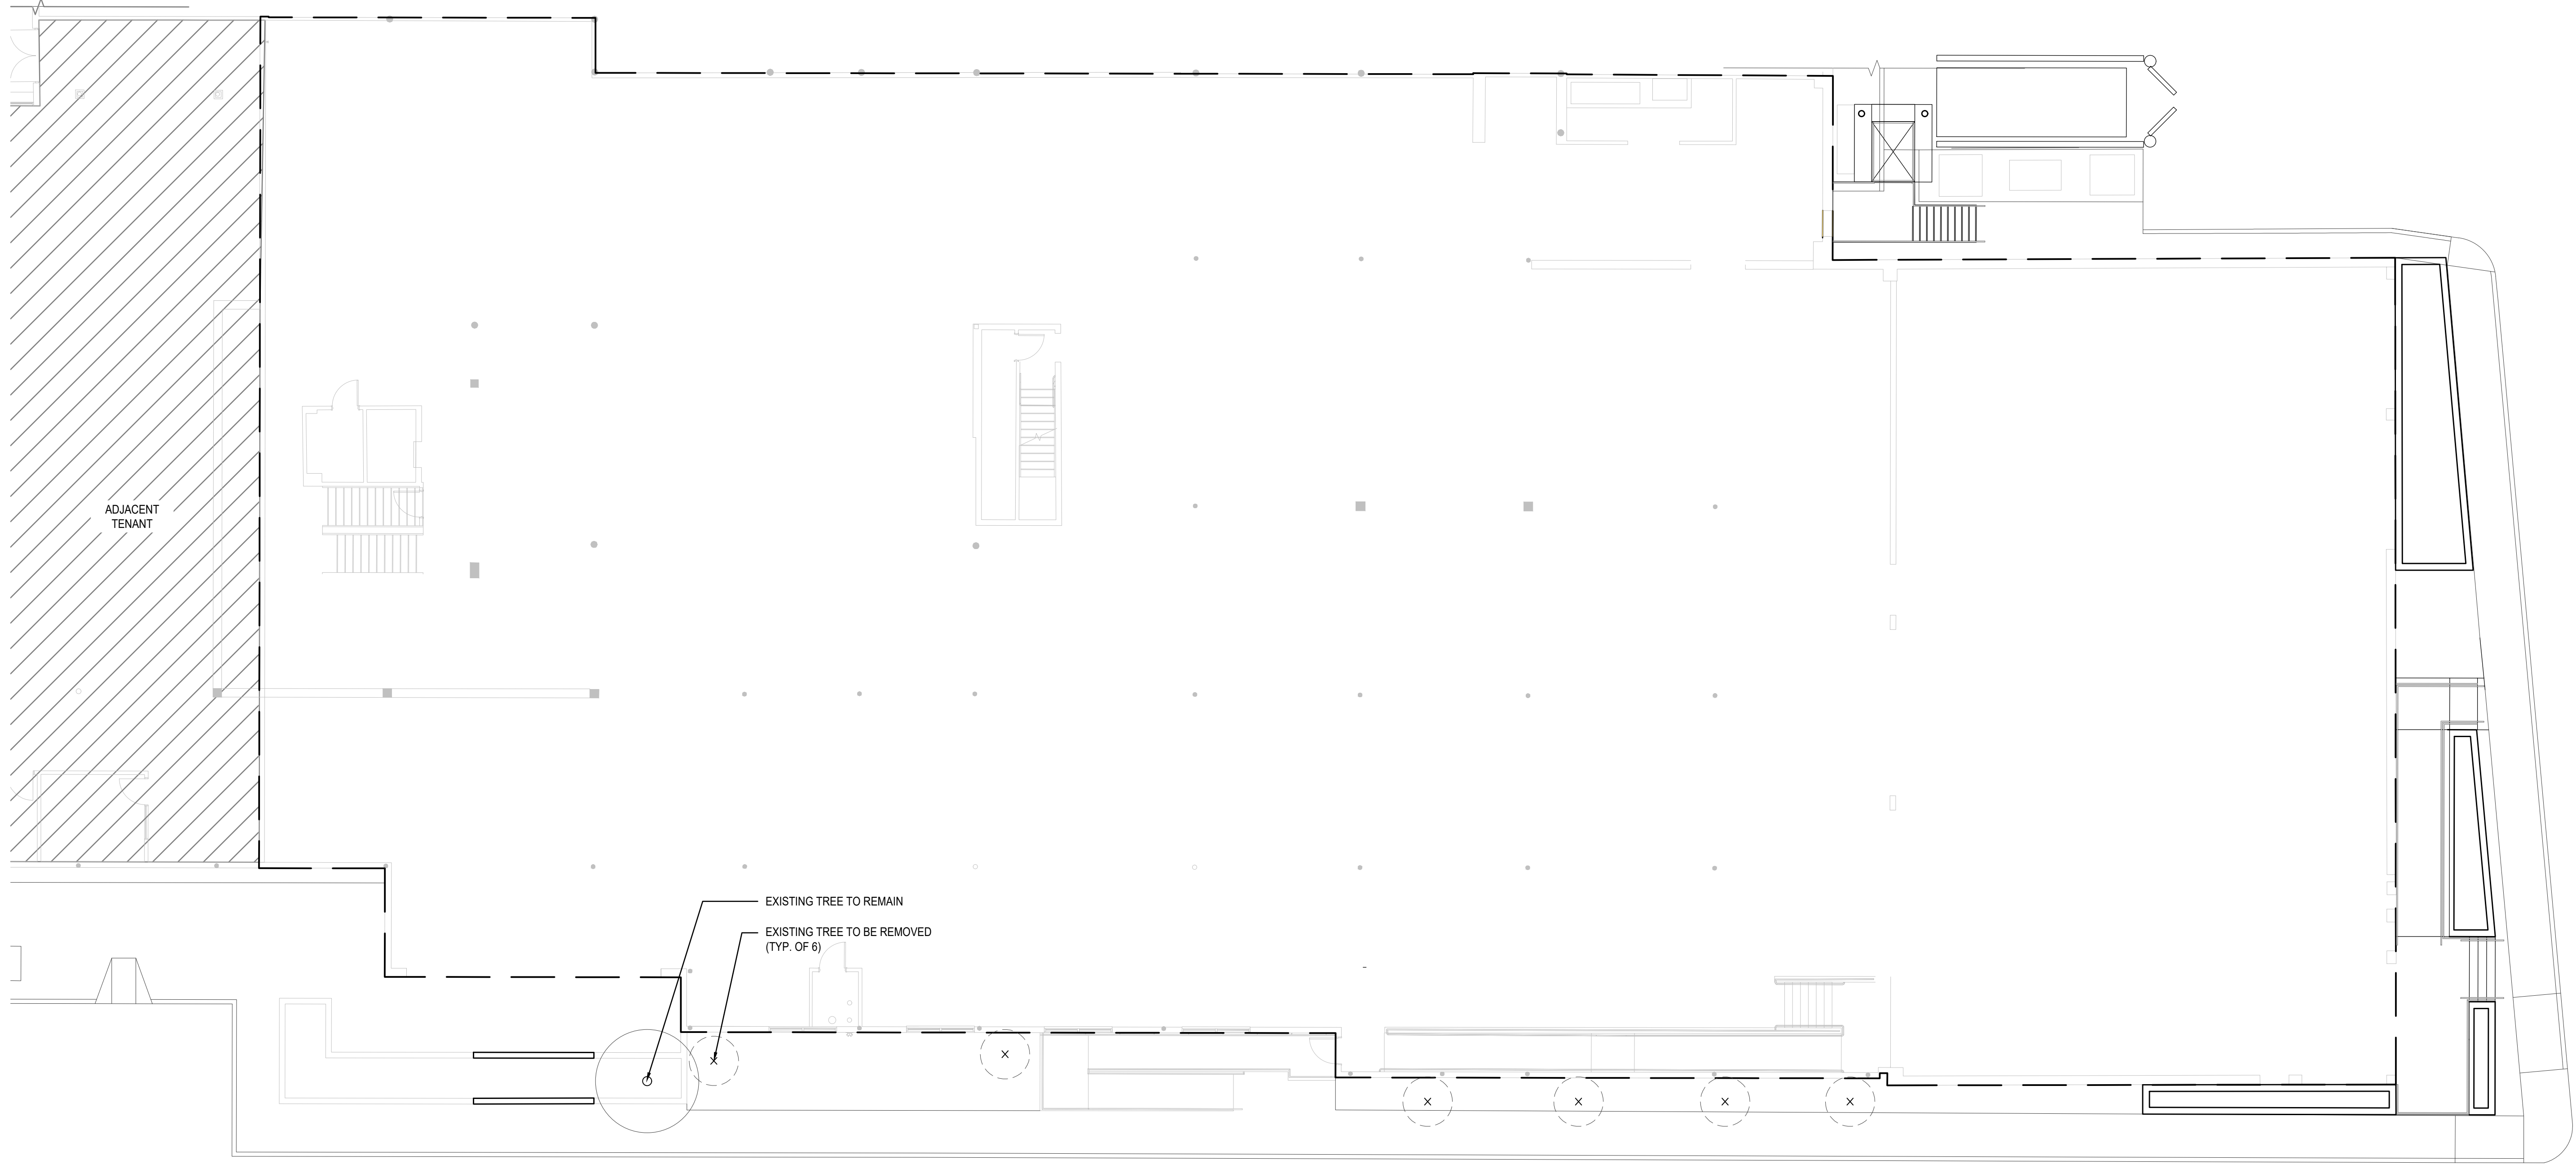 ADJACENT
TENANT
EXISTING TREE TO REMAIN
EXISTING TREE TO BE REMOVED
(TYP. OF 6)